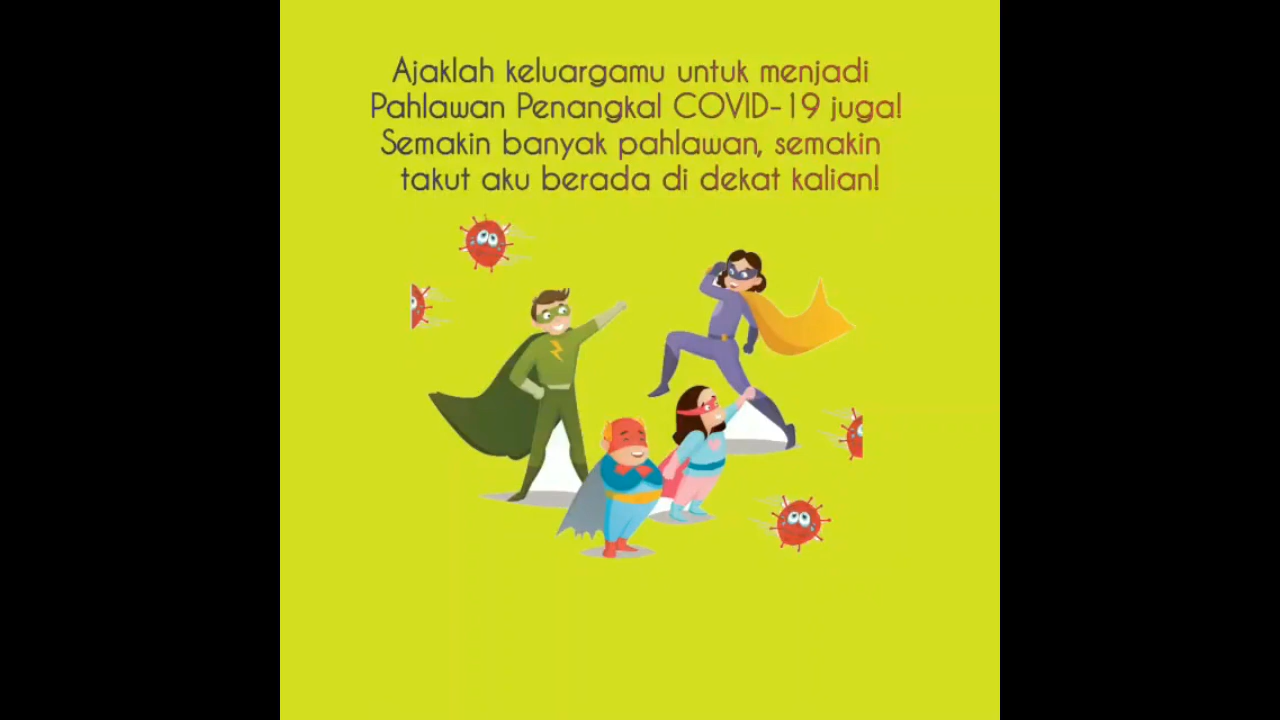 Ajaklah keluargamu untuk menjadi
Pahlawan Penangkal COVID-19 juga!
Semakin banyak pahlawan, semakin
takut aku berada di dekat kalian!